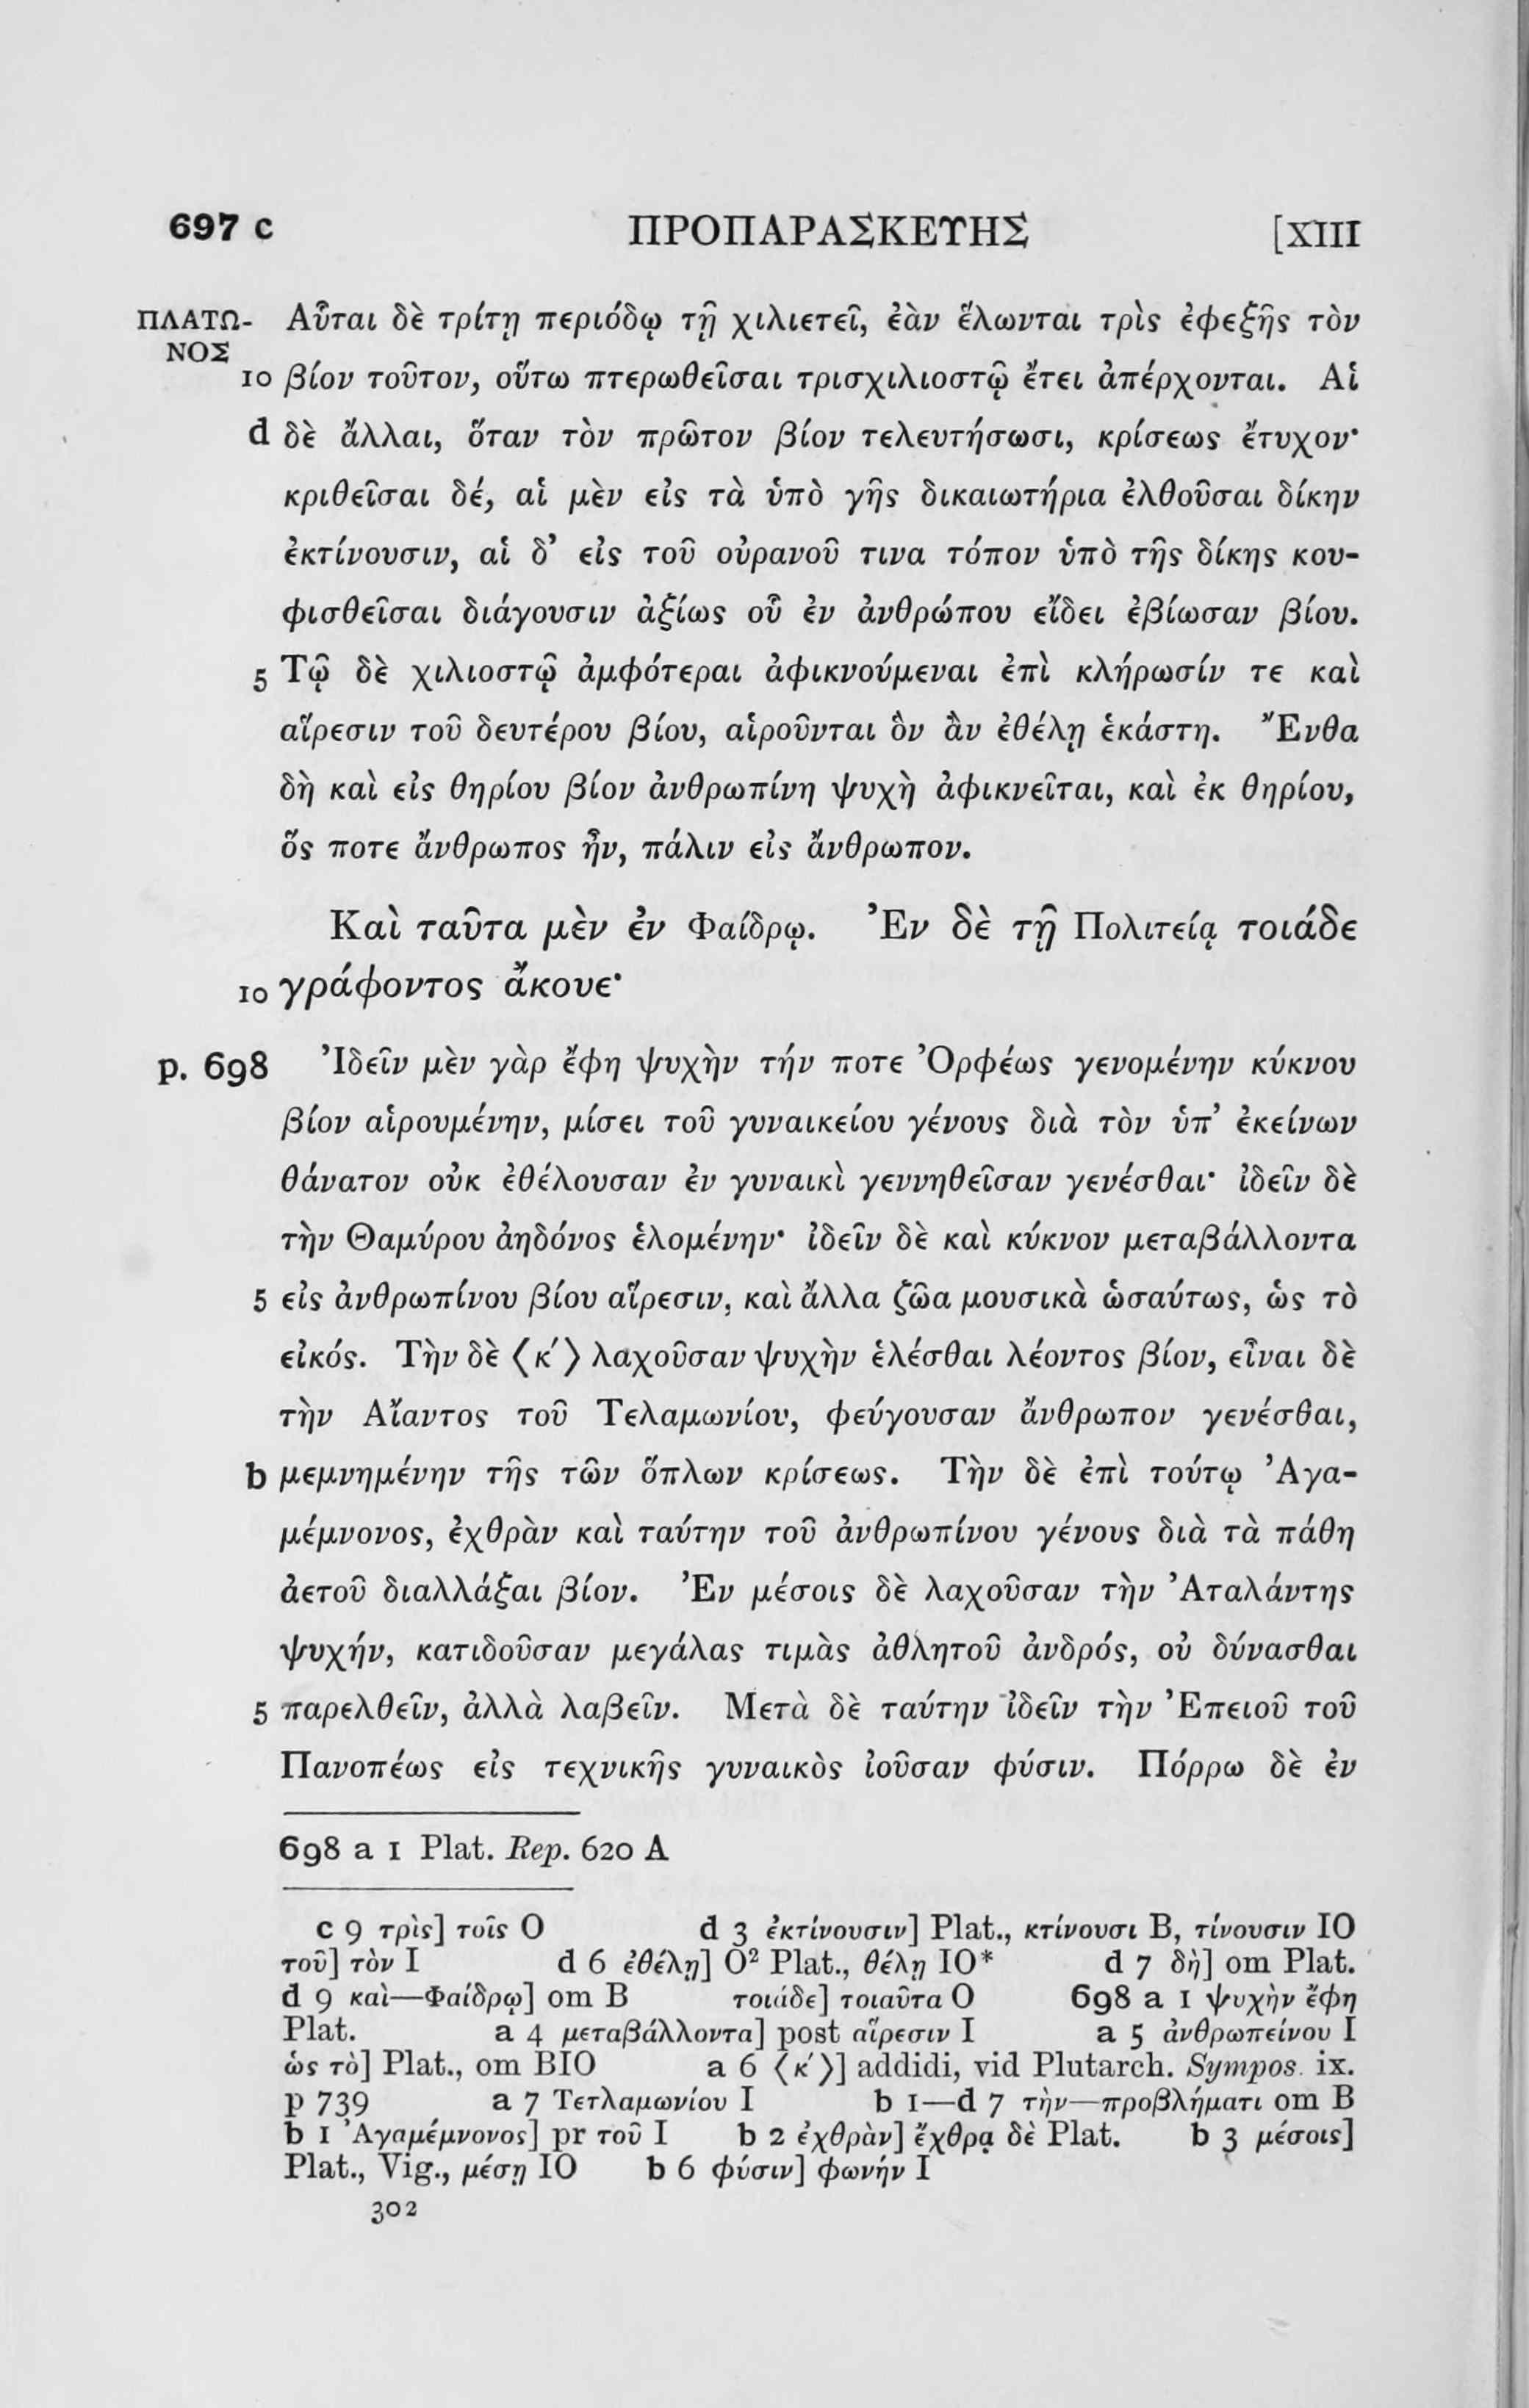 697 c ΠΡΟΠΑΡΑΣΚΕΥΗΣ [XIII
ΠΛΑΤΩ- Αὗται δὲ τρίτῃ περιόδῳ τῇ χιλιετεῖ, ἐὰν ἕλωνται τρὶς ἐφεξῆς τὸν
ΝΟΣ
10 βίον τοῦτον, οὕτω πτερωθεῖσαι τρισχιλιοστῷ ἔτει ἀπέρχονται. Αἱ
d δὲ ἄλλαι, ὅταν τὸν πρῶτον βίον τελευτήσωσι, κρίσεως ἔτυχον·
κριθεῖσαι δέ, αἱ μὲν εἰς τὰ ὑπὸ γῆς δικαιωτήρια ἐλθοῦσαι δίκην
ἐκτίνουσιν, αἱ δ’ εἰς τοῦ οὐρανοῦ τινα τόπον ὑπὸ τῆς δίκης κου-
φισθεῖσαι διάγουσιν ἀξίως οὗ ἐν ἀνθρώπου εἴδει ἐβίωσαν βίου.
5 Τῷ δὲ χιλιοστῷ ἀμφότεραι ἀφικνούμεναι ἐπὶ κλήρωσίν τε καὶ
αἵρεσιν τοῦ δευτέρου βίου, αἱροῦνται ὃν ἂν ἐθέλῃ ἑκάστη. Ἔνθα
δὴ καὶ εἰς θηρίου βίον ἀνθρωπίνη ψυχὴ ἀφικνεῖται, καὶ ἐκ θηρίου,
ὅς ποτε ἄνθρωπος ἦν, πάλιν εἰς ἄνθρωπον.
Καὶ ταῦτα μὲν ἐν Φαίδρῳ. Ἐν δὲ τῇ Πολιτείᾳ τοιάδε
10 γράφοντος ἄκουε·
p. 698 Ἰδεῖν μὲν γὰρ ἔφη ψυχὴν τήν ποτε Ὀρφέως γενομένην κύκνου
βίον αἱρουμένην, μίσει τοῦ γυναικείου γένους διὰ τὸν ὑπ’ ἐκείνων
θάνατον οὐκ ἐθέλουσαν ἐν γυναικὶ γεννηθεῖσαν γενέσθαι· ἰδεῖν δὲ
τὴν Θαμύρου ἀηδόνος ἑλομένην· ἰδεῖν δὲ καὶ κύκνον μεταβάλλοντα
5 εἰς ἀνθρωπίνου βίου αἵρεσιν, καὶ ἄλλα ζῶα μουσικὰ ὡσαύτως, ὡς τὸ
εἰκός. Τὴν δὲ ⟨κʹ⟩ λαχοῦσαν ψυχὴν ἑλέσθαι λέοντος βίον, εἶναι δὲ
τὴν Αἴαντος τοῦ Τελαμωνίου, φεύγουσαν ἄνθρωπον γενέσθαι,
b μεμνημένην τῆς τῶν ὅπλων κρίσεως. Τὴν δὲ ἐπὶ τούτῳ Ἀγα-
μέμνονος, ἐχθρὰν καὶ ταύτην τοῦ ἀνθρωπίνου γένους διὰ τὰ πάθη
ἀετοῦ διαλλάξαι βίον. Ἐν μέσοις δὲ λαχοῦσαν τὴν Ἀταλάντης
ψυχήν, κατιδοῦσαν μεγάλας τιμὰς ἀθλητοῦ ἀνδρός, οὐ δύνασθαι
5 παρελθεῖν, ἀλλὰ λαβεῖν. Μετὰ δὲ ταύτην ἰδεῖν τὴν Ἐπειοῦ τοῦ
Πανοπέως εἰς τεχνικῆς γυναικὸς ἰοῦσαν φύσιν. Πόρρω δὲ ἐν
698 a 1 Plat. Rep. 620 A
c 9 τρὶς] τοῖς O d 3 ἐκτίνουσιν] Plat., κτίνουσι B, τίνουσιν IO
τοῦ] τὸν I d 6 ἐθέλῃ] O² Plat., θέλῃ IO* d 7 δὴ] om Plat.
d 9 καὶ—Φαίδρῳ] om B τοιάδε] τοιαῦτα O 698 a 1 ψυχὴν ἔφη
Plat. a 4 μεταβάλλοντα] post αἵρεσιν I a 5 ἀνθρωπείνου I
ὡς τὸ] Plat., om BIO a 6 ⟨κʹ⟩] addidi, vid Plutarch. Sympos. ix.
p 739 a 7 Τετλαμωνίου I b 1—d 7 τὴν—προβλήματι om B
b 1 Ἀγαμέμνονος] pr τοῦ I b 2 ἐχθρὰν] ἔχθρᾳ δὲ Plat. b 3 μέσοις]
Plat., Vig., μέσῃ IO b 6 φύσιν] φωνήν I
302